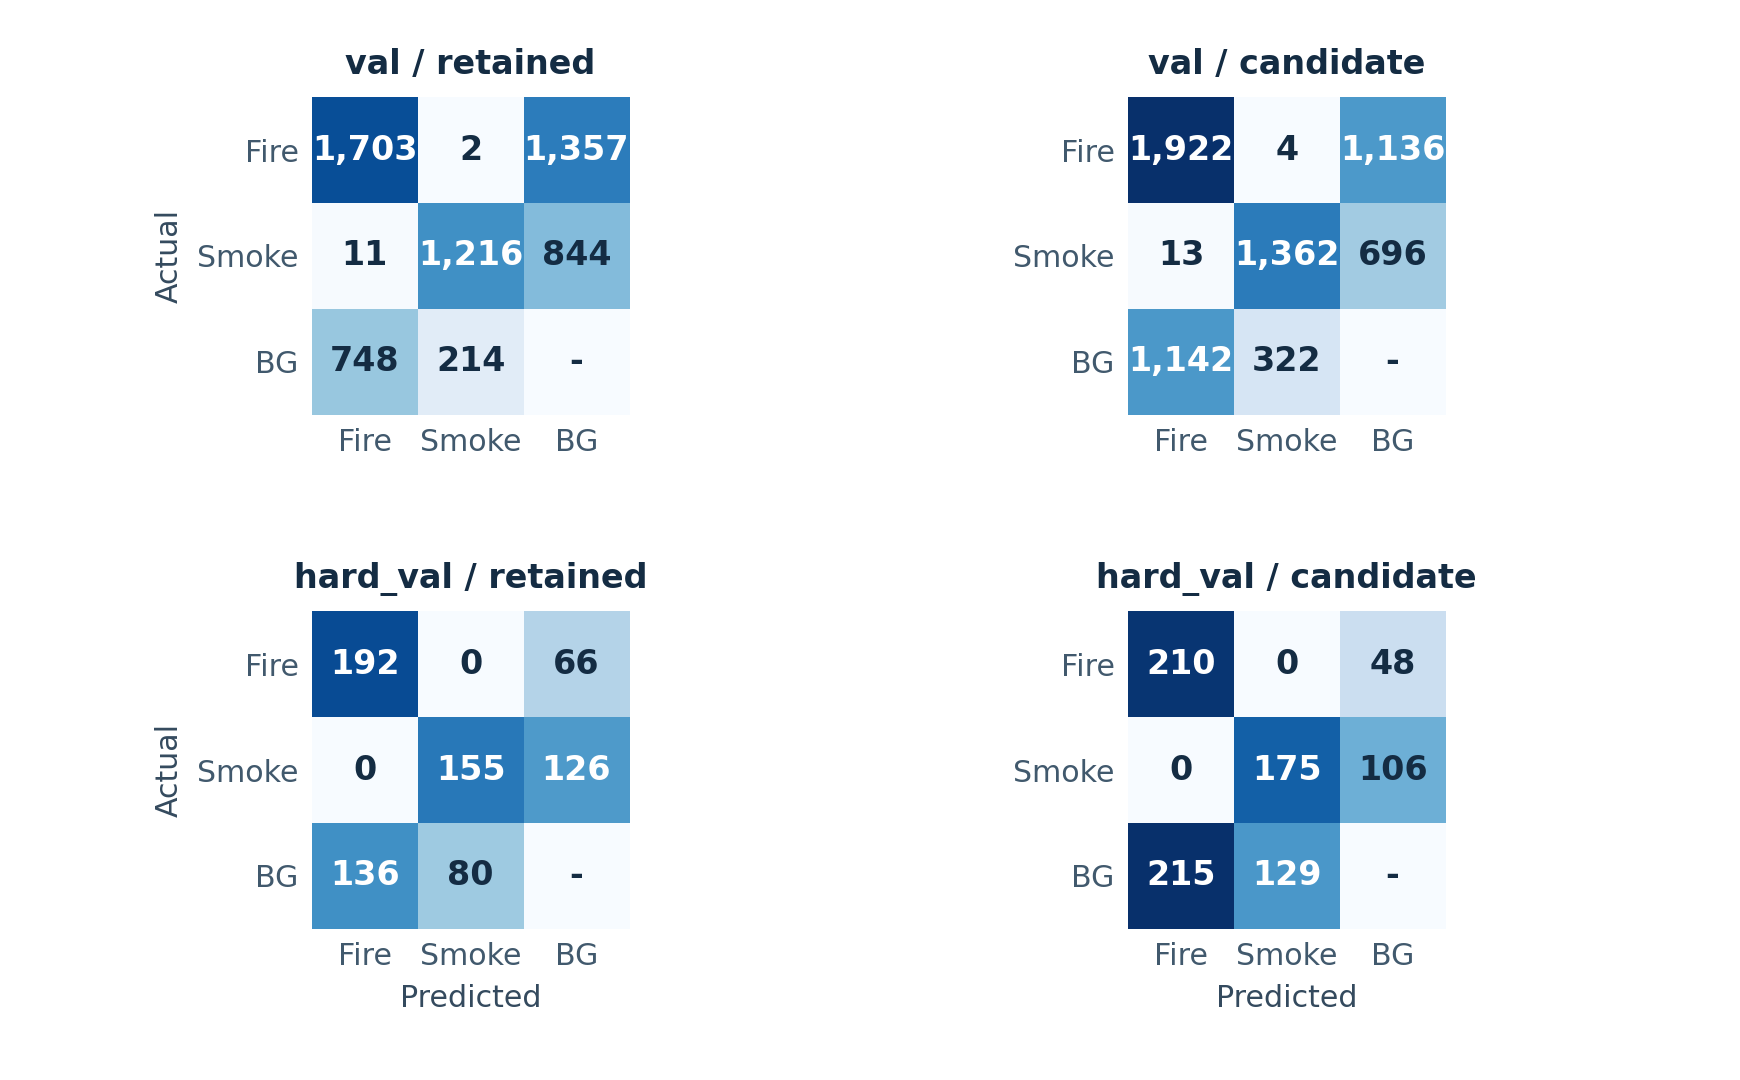 val / retained
Actual
Fire 1,703 2 1,357
Smoke 11 1,216 844
BG 748 214 -
Fire Smoke BG
val / candidate
Fire 1,922 4 1,136
Smoke 13 1,362 696
BG 1,142 322 -
Fire Smoke BG
hard_val / retained
Actual
Fire 192 0 66
Smoke 0 155 126
BG 136 80 -
Fire Smoke BG
Predicted
hard_val / candidate
Fire 210 0 48
Smoke 0 175 106
BG 215 129 -
Fire Smoke BG
Predicted